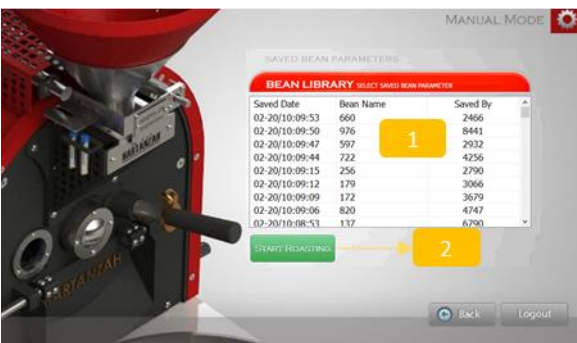 MANUAL MODE
SAVED BEAN PARAMETERS
BEAN LIBRARY SELECT SAVED BEAN PARAMETER
Saved Date Bean Name Saved By
02-20/10:09:53 660 2466
02-20/10:09:50 976 8441
02-20/10:09:47 597 2932
02-20/10:09:44 722 4256
02-20/10:09:15 256 2790
02-20/10:09:12 179 3066
02-20/10:09:09 172 3679
02-20/10:09:06 820 4747
02-20/10:08:53 137 6790
1
START ROASTING
2
Back Logout
HARTANZAH
HARTANZAH